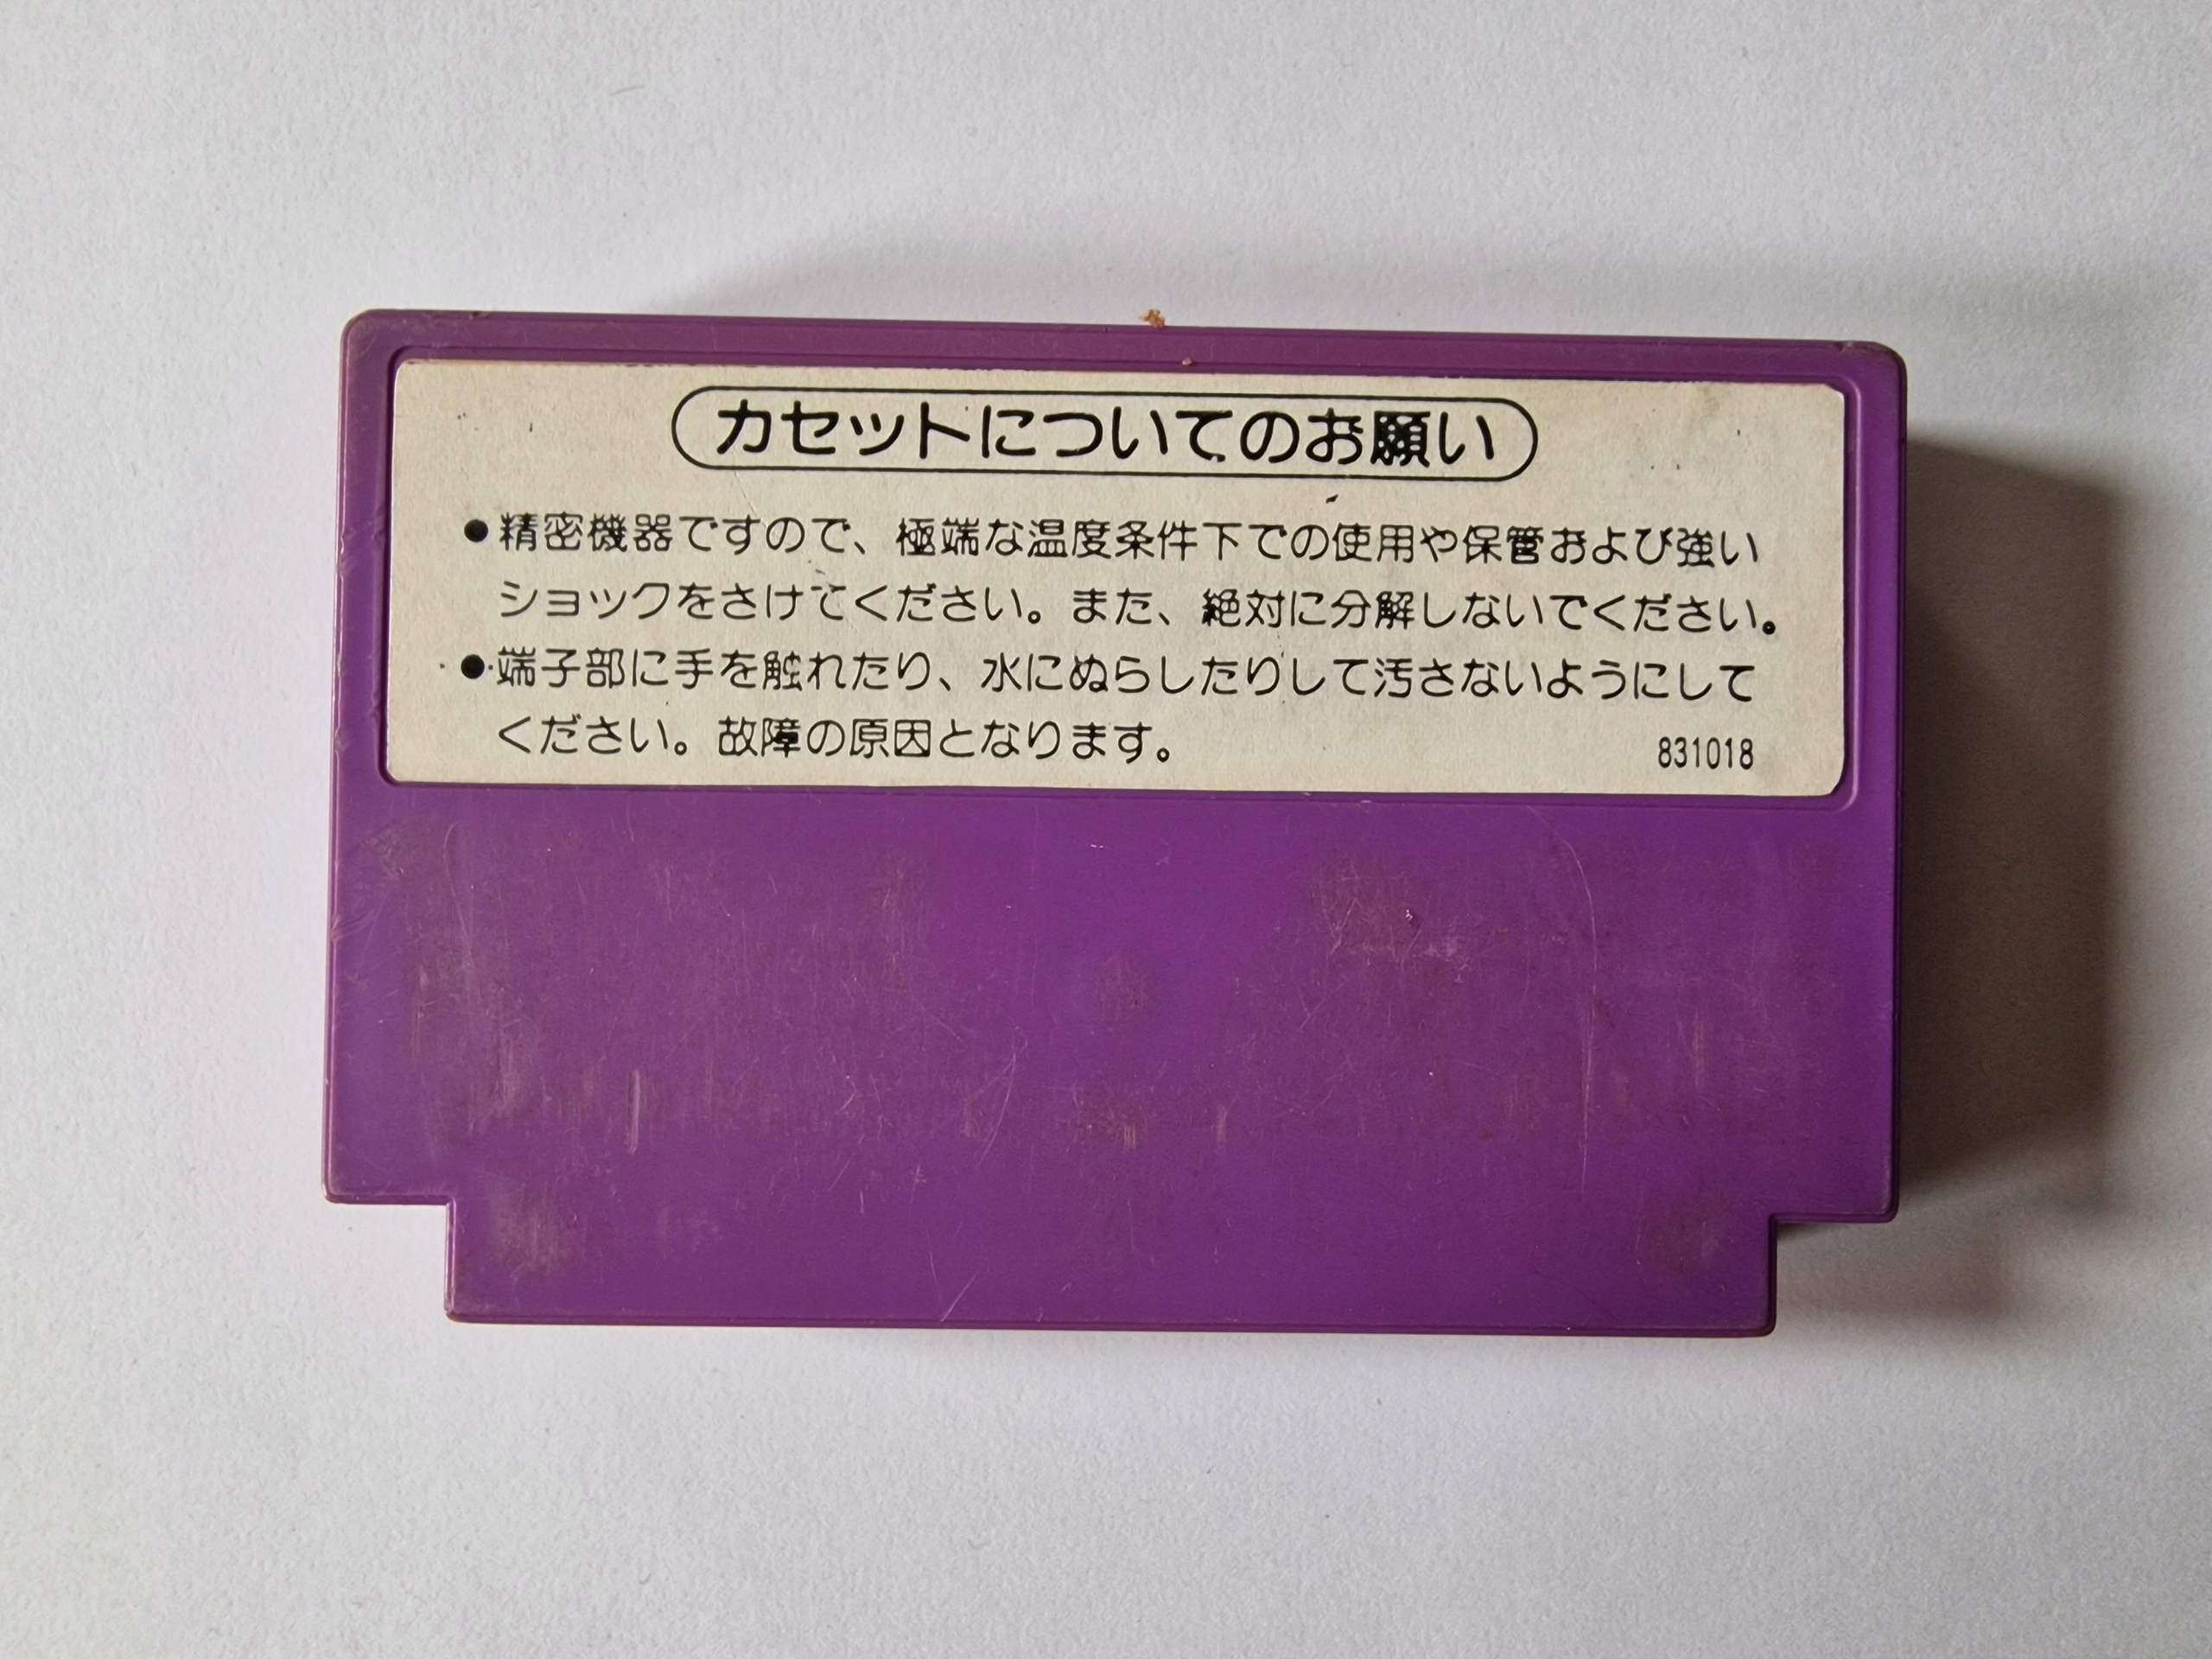 カセットについてのお願い
●精密機器ですので、極端な温度条件下での使用や保管および強い
ショックをさけてください。また、絶対に分解しないでください。
●端子部に手を触れたり、水にぬらしたりして汚さないようにして
ください。故障の原因となります。
831018